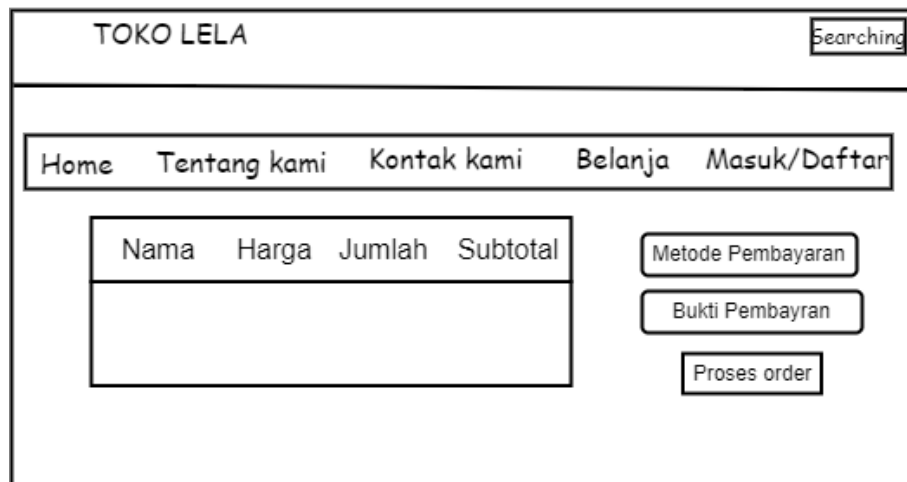 TOKO LELA Searching
Home Tentang kami Kontak kami Belanja Masuk/Daftar
Nama Harga Jumlah Subtotal
Metode Pembayaran
Bukti Pembayran
Proses order